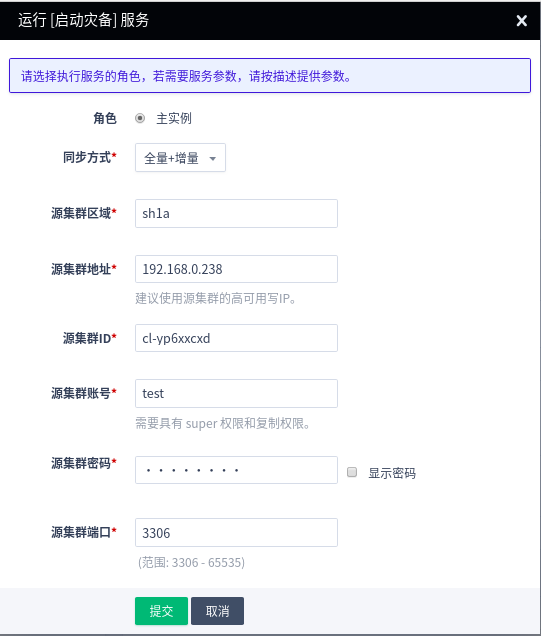 运行 [启动灾备] 服务
请选择执行服务的角色，若需要服务参数，请按描述提供参数。
角色 主实例
同步方式* 全量+增量
源集群区域* sh1a
源集群地址* 192.168.0.238
建议使用源集群的高可用写IP。
源集群ID* cl-yp6xxcxd
源集群账号* test
需要具有 super 权限和复制权限。
源集群密码* • • • • • • • • 显示密码
源集群端口* 3306
(范围: 3306 - 65535)
提交 取消